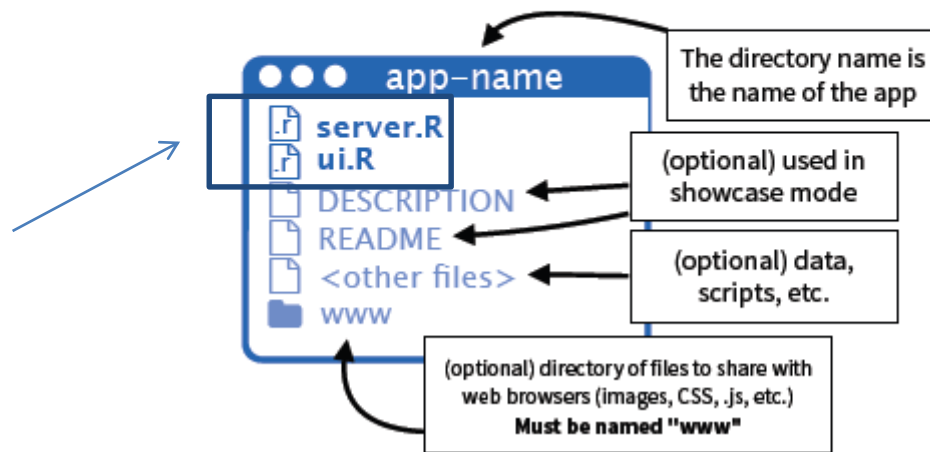 The directory name is
the name of the app
app-name
.r server.R
.r ui.R
DESCRIPTION
README
<other files>
www
(optional) used in
showcase mode
(optional) data,
scripts, etc.
(optional) directory of files to share with
web browsers (images, CSS, .js, etc.)
Must be named "www"